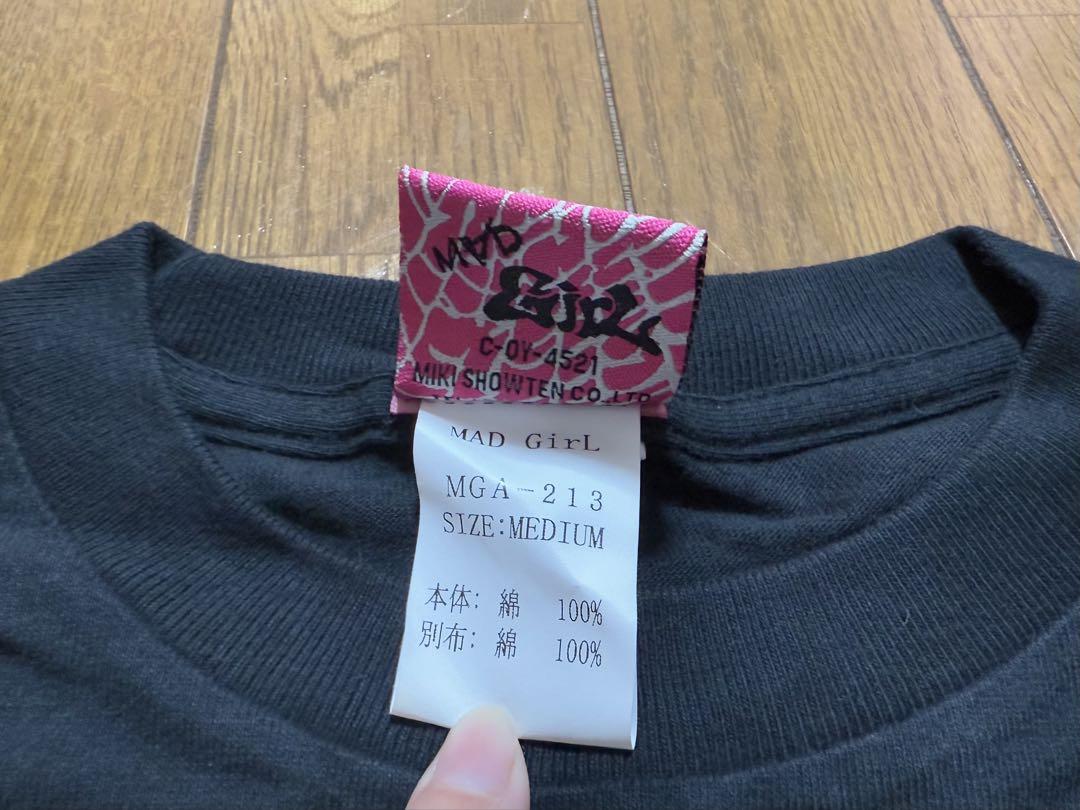 MAD
GirL
C-OY-4521
MIKI SHOWTEN CO.,LTD
MAD GirL
MGA-213
SIZE:MEDIUM
本体: 綿 100%
別布: 綿 100%